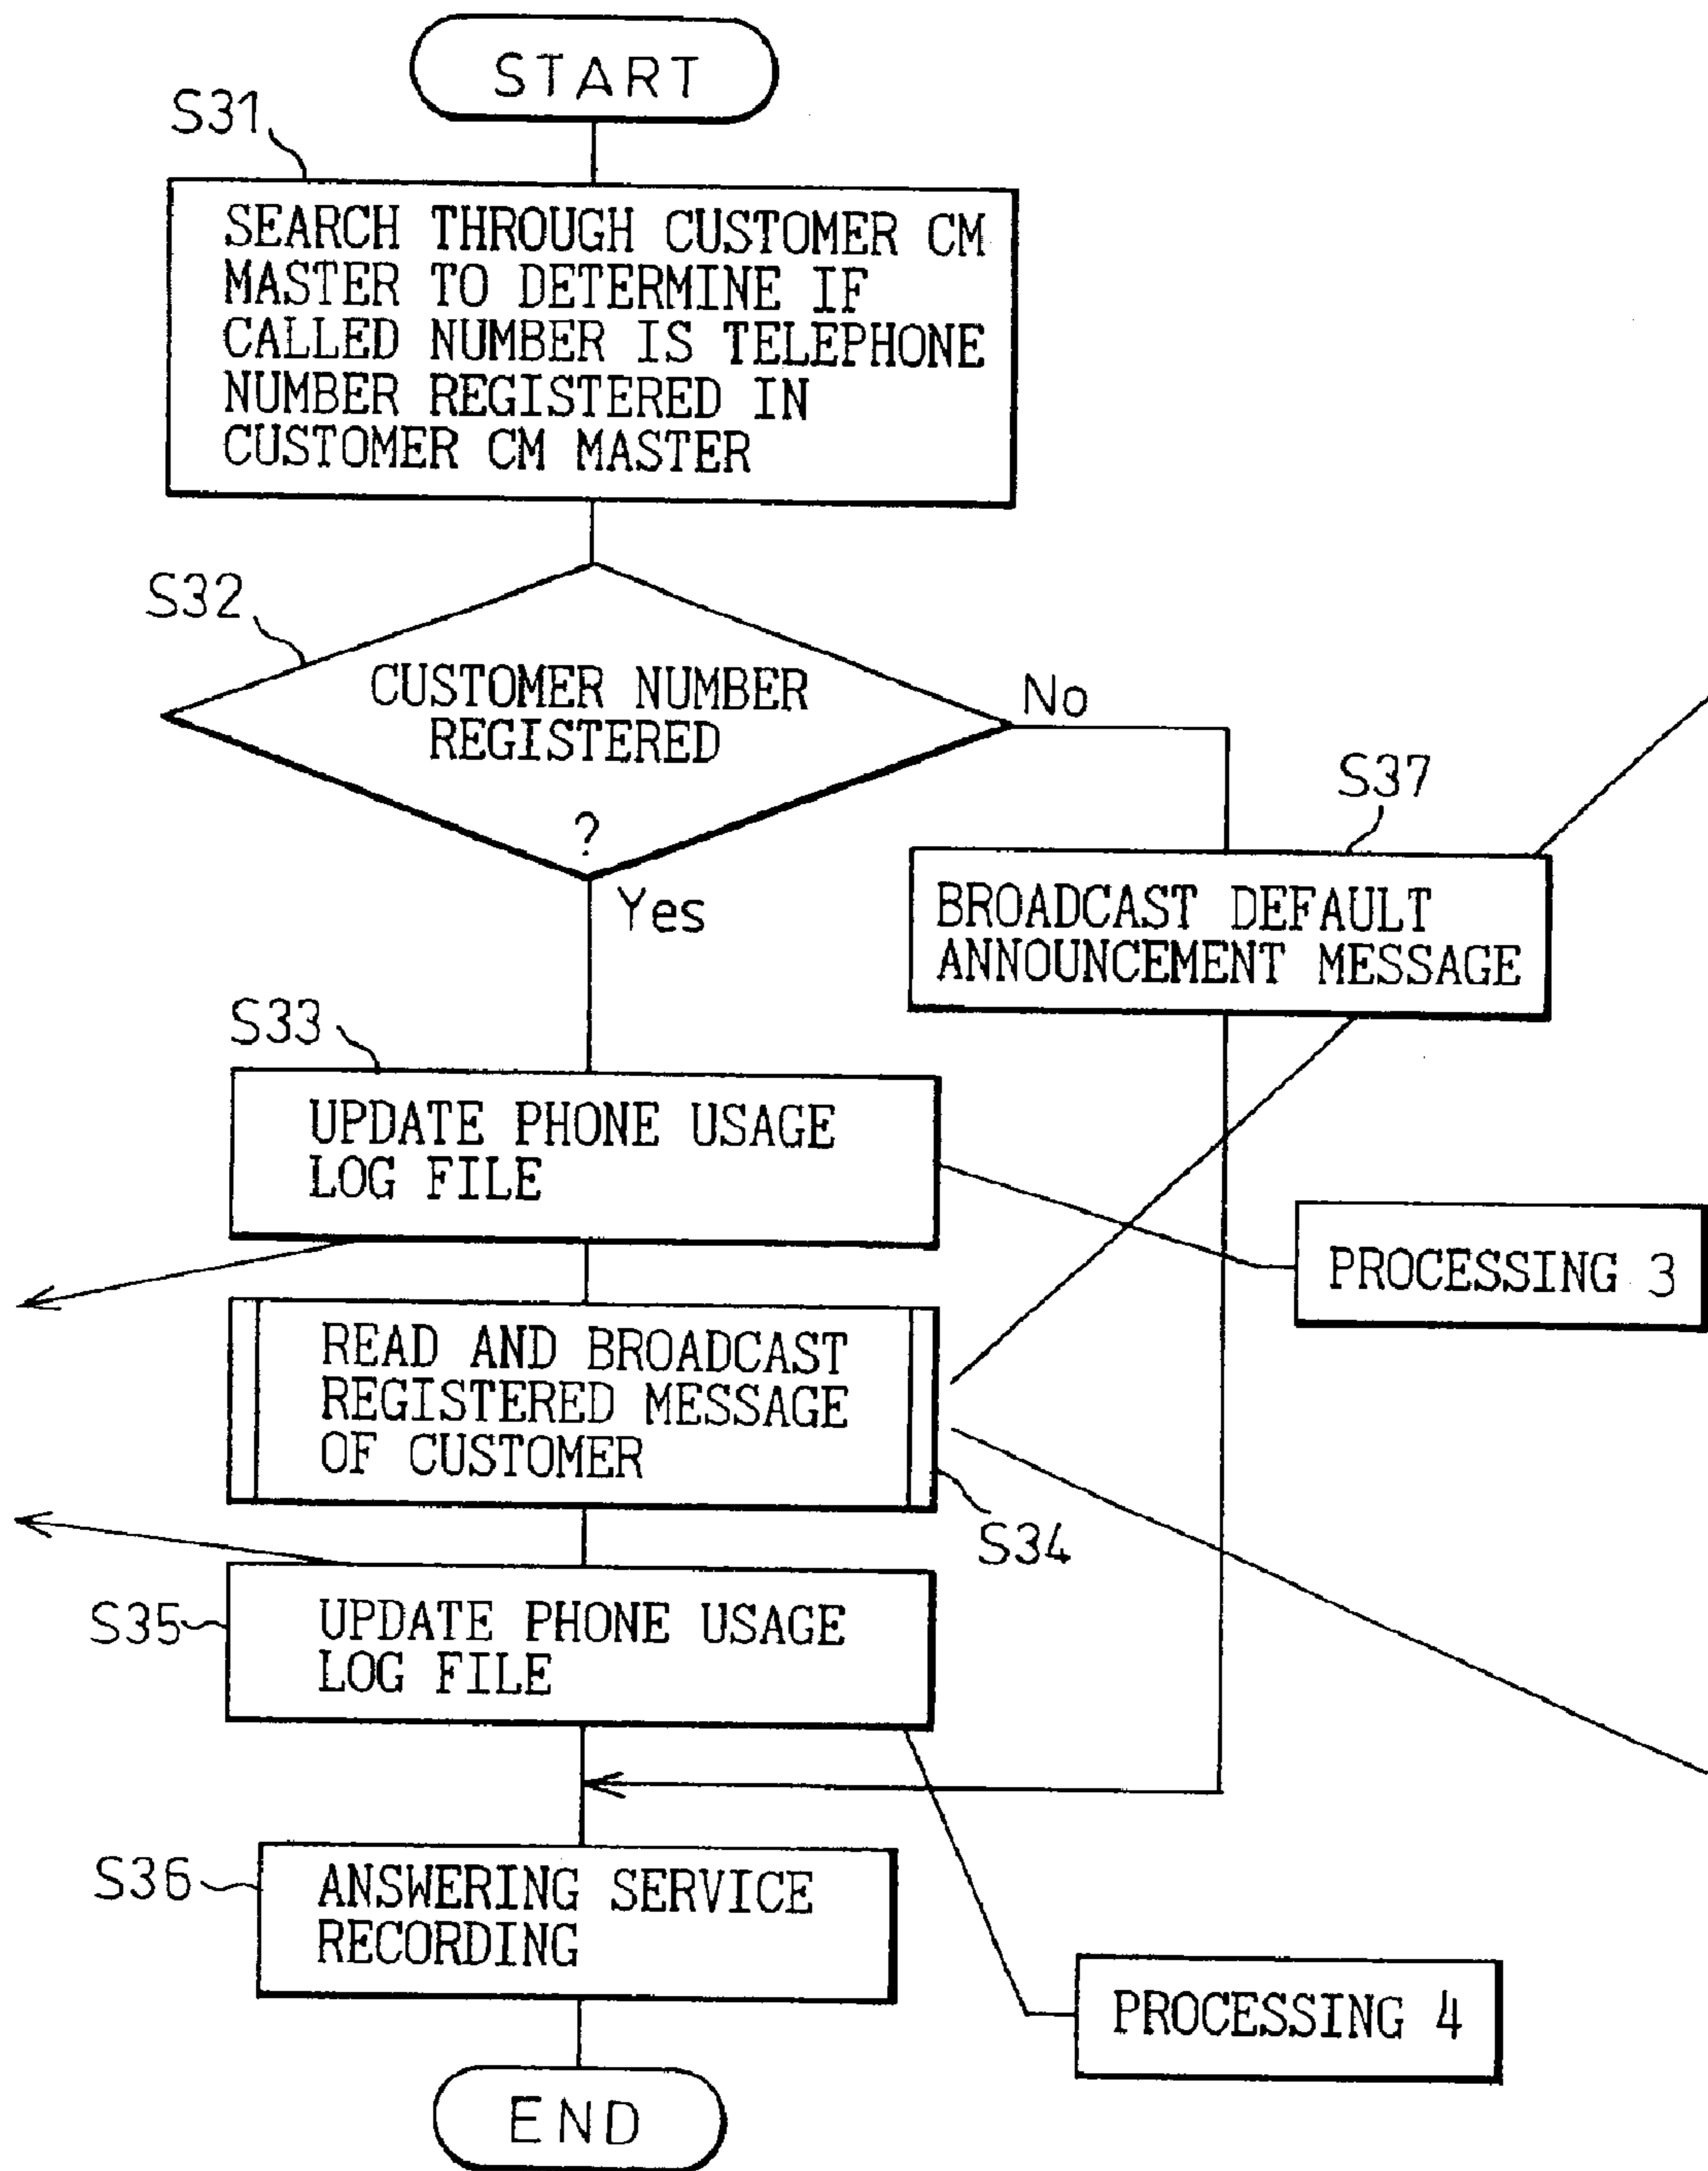 START
S31
SEARCH THROUGH CUSTOMER CM
MASTER TO DETERMINE IF
CALLED NUMBER IS TELEPHONE
NUMBER REGISTERED IN
CUSTOMER CM MASTER
S32
CUSTOMER NUMBER
REGISTERED
?
No
Yes
S37
BROADCAST DEFAULT
ANNOUNCEMENT MESSAGE
S33
UPDATE PHONE USAGE
LOG FILE
PROCESSING 3
READ AND BROADCAST
REGISTERED MESSAGE
OF CUSTOMER
S34
S35
UPDATE PHONE USAGE
LOG FILE
S36
ANSWERING SERVICE
RECORDING
PROCESSING 4
END